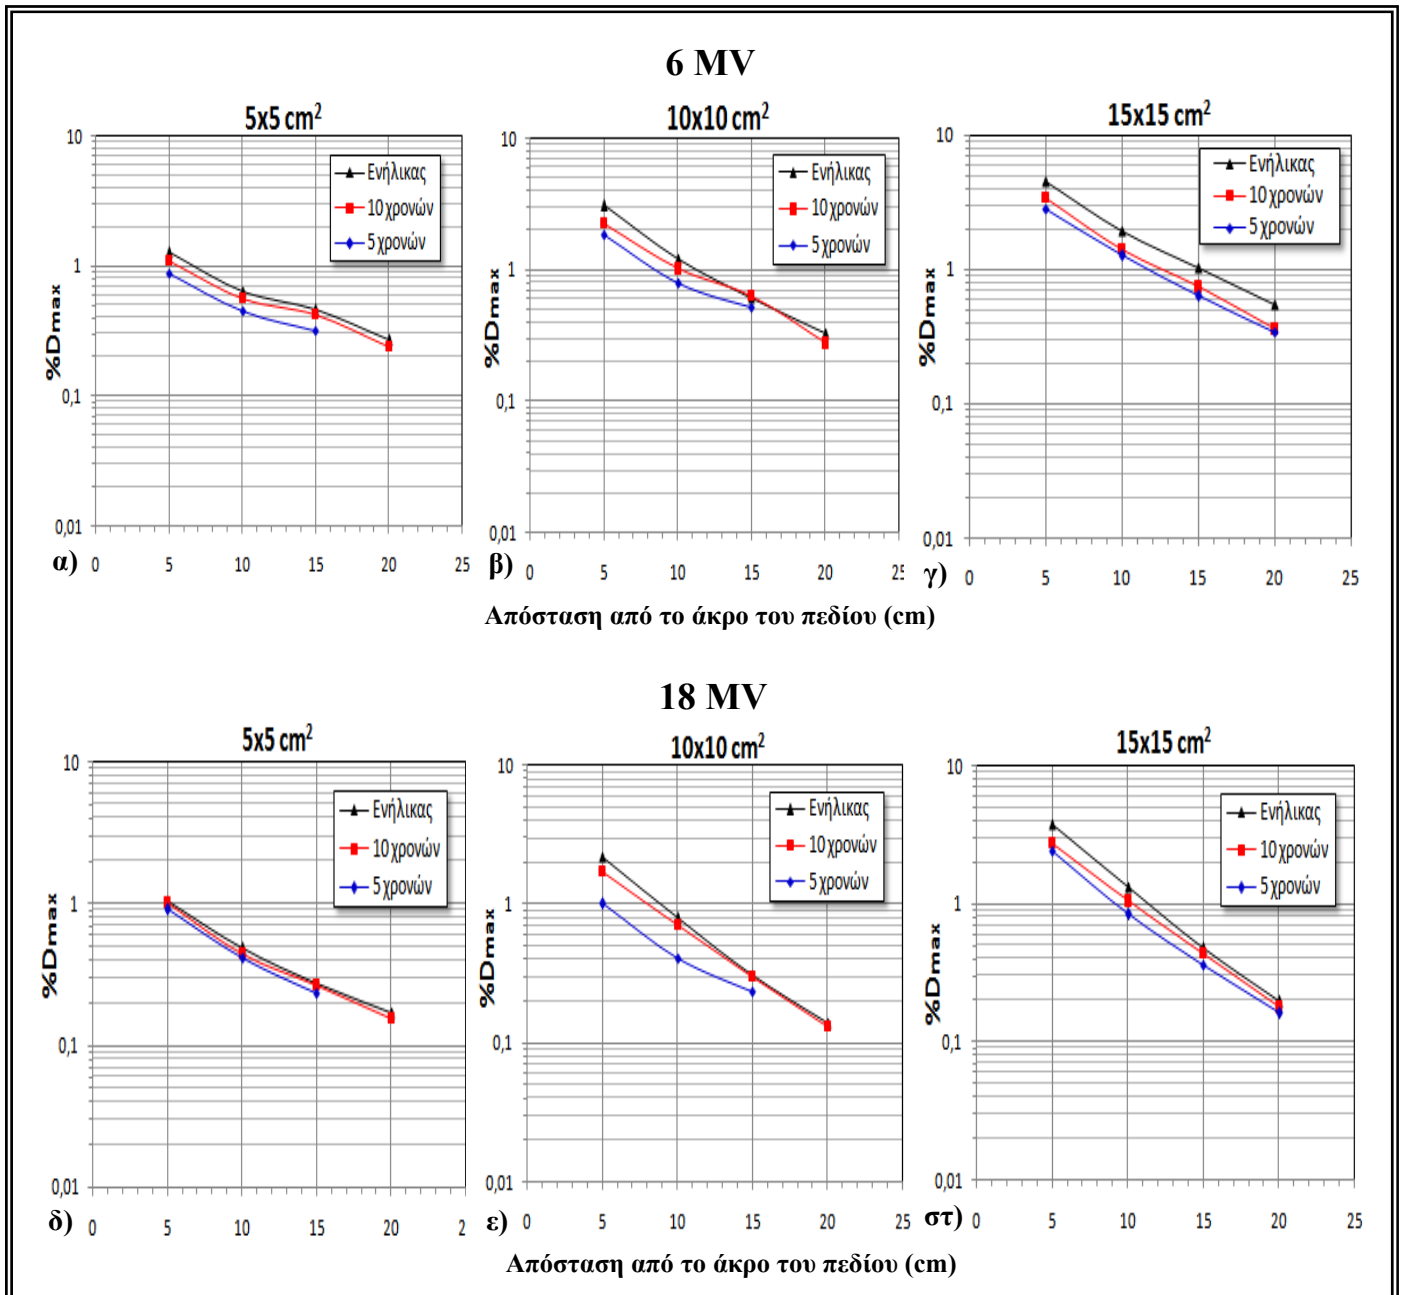 6 MV
5x5 cm²
10x10 cm²
15x15 cm²
10
1
0,1
0,01
%Dmax
Ενήλικας
10 χρονών
5 χρονών
α) 0 5 10 15 20 25
10
1
0,1
0,01
%Dmax
Ενήλικας
10 χρονών
5 χρονών
β) 0 5 10 15 20 25
10
1
0,1
0,01
%Dmax
Ενήλικας
10 χρονών
5 χρονών
γ) 0 5 10 15 20 25
Απόσταση από το άκρο του πεδίου (cm)
18 MV
5x5 cm²
10x10 cm²
15x15 cm²
10
1
0,1
0,01
%Dmax
Ενήλικας
10 χρονών
5 χρονών
δ) 0 5 10 15 20 2
10
1
0,1
0,01
%Dmax
Ενήλικας
10 χρονών
5 χρονών
ε) 0 5 10 15 20 25
10
1
0,1
0,01
%Dmax
Ενήλικας
10 χρονών
5 χρονών
στ) 0 5 10 15 20 25
Απόσταση από το άκρο του πεδίου (cm)